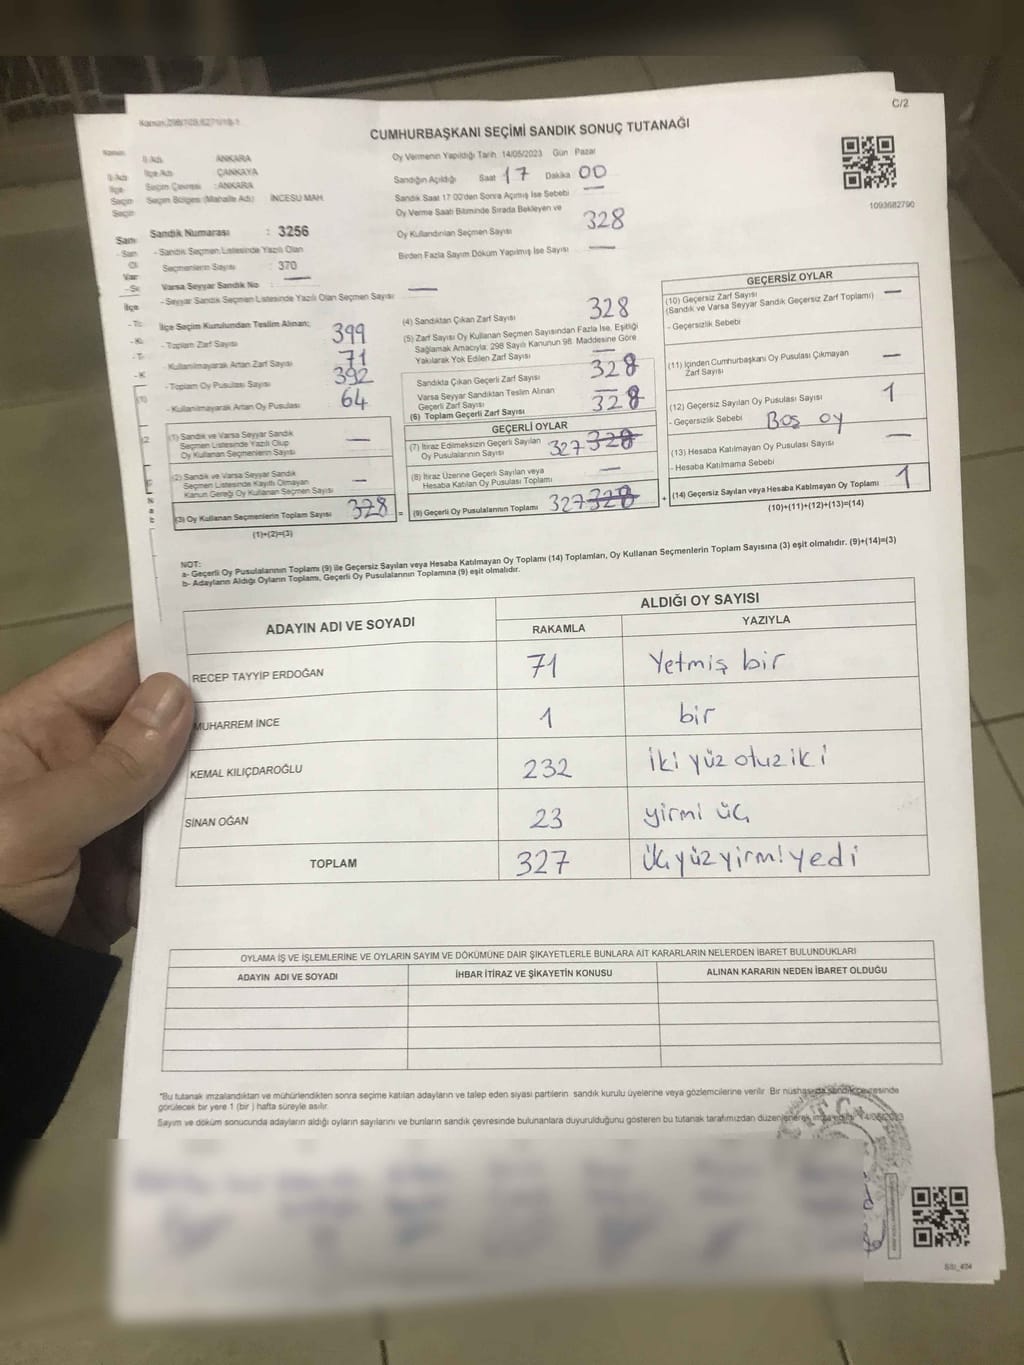 C/2
Kanun:298/109,6271/18-1
CUMHURBAŞKANI SEÇİMİ SANDIK SONUÇ TUTANAĞI
İl Adı ANKARA
İlçe Adı ÇANKAYA
Seçim Çevresi : ANKARA
Seçim Bölgesi (Mahalle Adı) İNCESU MAH.
Sandık Numarası : 3256
- Sandık Seçmen Listesinde Yazılı Olan
Seçmenlerin Sayısı : 370
Varsa Seyyar Sandık No : —
- Seyyar Sandık Seçmen Listesinde Yazılı Olan Seçmen Sayısı —
Oy Vermenin Yapıldığı Tarih 14/05/2023 Gün Pazar
Sandığın Açıldığı Saat 17 Dakika 00
Sandık Saat 17:00'den Sonra Açılmış İse Sebebi —
Oy Verme Saati Bitiminde Sırada Bekleyen ve
Oy Kullandırılan Seçmen Sayısı 328
Birden Fazla Sayım Döküm Yapılmış İse Sayısı —
1093682790
İlçe Seçim Kurulundan Teslim Alınan;
- Toplam Zarf Sayısı 399
- Kullanılmayarak Artan Zarf Sayısı 71
- Toplam Oy Pusulası Sayısı 392
- Kullanılmayarak Artan Oy Pusulası 64
(1) Sandık ve Varsa Seyyar Sandık
Seçmen Listesinde Yazılı Olup
Oy Kullanan Seçmenlerin Sayısı —
(2) Sandık ve Varsa Seyyar Sandık
Seçmen Listesinde Kayıtlı Olmayan
Kanun Gereği Oy Kullanan Seçmen Sayısı —
(3) Oy Kullanan Seçmenlerin Toplam Sayısı 328 =
(1)+(2)=(3)
(4) Sandıktan Çıkan Zarf Sayısı 328
(5) Zarf Sayısı Oy Kullanan Seçmen Sayısından Fazla İse, Eşitliği
Sağlamak Amacıyla; 298 Sayılı Kanunun 98. Maddesine Göre
Yakılarak Yok Edilen Zarf Sayısı —
Sandıkta Çıkan Geçerli Zarf Sayısı 328
Varsa Seyyar Sandıktan Teslim Alınan
Geçerli Zarf Sayısı —
(6) Toplam Geçerli Zarf Sayısı 328
GEÇERLİ OYLAR
(7) İtiraz Edilmeksizin Geçerli Sayılan
Oy Pusulalarının Sayısı 327 328
(8) İtiraz Üzerine Geçerli Sayılan veya
Hesaba Katılan Oy Pusulası Toplamı —
(9) Geçerli Oy Pusulalarının Toplamı 327 328 +
GEÇERSİZ OYLAR
(10) Geçersiz Zarf Sayısı —
(Sandık ve Varsa Seyyar Sandık Geçersiz Zarf Toplamı)
- Geçersizlik Sebebi
(11) İçinden Cumhurbaşkanı Oy Pusulası Çıkmayan
Zarf Sayısı —
(12) Geçersiz Sayılan Oy Pusulası Sayısı 1
- Geçersizlik Sebebi Boş oy
(13) Hesaba Katılmayan Oy Pusulası Sayısı —
- Hesaba Katılmama Sebebi
(14) Geçersiz Sayılan veya Hesaba Katılmayan Oy Toplamı 1
(10)+(11)+(12)+(13)=(14)
NOT:
a- Geçerli Oy Pusulalarının Toplamı (9) ile Geçersiz Sayılan veya Hesaba Katılmayan Oy Toplamı (14) Toplamları, Oy Kullanan Seçmenlerin Toplam Sayısına (3) eşit olmalıdır. (9)+(14)=(3)
b- Adayların Aldığı Oyların Toplamı, Geçerli Oy Pusulalarının Toplamına (9) eşit olmalıdır.
ADAYIN ADI VE SOYADI ALDIĞI OY SAYISI
RAKAMLA YAZIYLA
RECEP TAYYİP ERDOĞAN 71 Yetmiş bir
MUHARREM İNCE 1 bir
KEMAL KILIÇDAROĞLU 232 İki yüz otuz iki
SİNAN OĞAN 23 yirmi üç
TOPLAM 327 üç yüz yirmi yedi
OYLAMA İŞ VE İŞLEMLERİNE VE OYLARIN SAYIM VE DÖKÜMÜNE DAİR ŞİKAYETLERLE BUNLARA AİT KARARLARIN NELERDEN İBARET BULUNDUKLARI
ADAYIN ADI VE SOYADI İHBAR İTİRAZ VE ŞİKAYETİN KONUSU ALINAN KARARIN NEDEN İBARET OLDUĞU
*Bu tutanak imzalandıktan ve mühürlendikten sonra seçime katılan adayların ve talep eden siyasi partilerin sandık kurulu üyelerine veya gözlemcilerine verilir. Bir nüshası da sandık çevresinde
görülecek bir yere 1 (bir) hafta süreyle asılır.
Sayım ve döküm sonucunda adayların aldığı oyların sayılarını ve bunların sandık çevresinde bulunanlara duyurulduğunu gösteren bu tutanak tarafımızdan düzenlenerek imza edildi. 14/05/2023